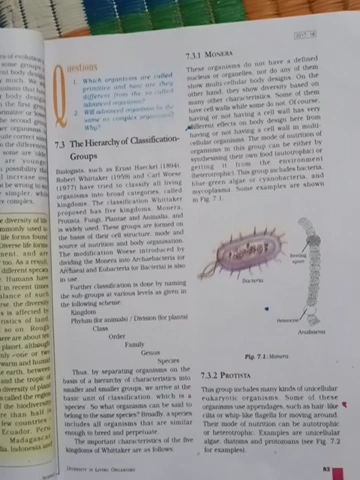 Questions
1. Which organisms are called
primitive and how are they
different from the so-called
advanced organisms?
2. Will advanced organisms be the
same as complex organisms?
Why?
7.3 The Hierarchy of Classification-
Groups
Biologists, such as Ernst Haeckel (1894),
Robert Whittaker (1959) and Carl Woese
(1977) have tried to classify all living
organisms into broad categories, called
kingdoms. The classification Whittaker
proposed has five kingdoms: Monera,
Protista, Fungi, Plantae and Animalia, and
is widely used. These groups are formed on
the basis of their cell structure, mode and
source of nutrition and body organisation.
The modification Woese introduced by
dividing the Monera into Archaebacteria (or
Archaea) and Eubacteria (or Bacteria) is also
in use.
Further classification is done by naming
the sub-groups at various levels as given in
the following scheme:
Kingdom
Phylum (for animals) / Division (for plants)
Class
Order
Family
Genus
Species
Thus, by separating organisms on the
basis of a hierarchy of characteristics into
smaller and smaller groups, we arrive at the
basic unit of classification, which is a
'species'. So what organisms can be said to
belong to the same species? Broadly, a species
includes all organisms that are similar
enough to breed and perpetuate.
The important characteristics of the five
kingdoms of Whittaker are as follows:
7.3.1 MONERA
These organisms do not have a defined
nucleus or organelles, nor do any of them
show multi-cellular body designs. On the
other hand, they show diversity based on
many other characteristics. Some of them
have cell walls while some do not. Of course,
having or not having a cell wall has very
different effects on body design here from
having or not having a cell wall in multi-
cellular organisms. The mode of nutrition of
organisms in this group can be either by
synthesising their own food (autotrophic) or
getting it from the environment
(heterotrophic). This group includes bacteria,
blue-green algae or cyanobacteria, and
mycoplasma. Some examples are shown
in Fig. 7.1.
Bacteria
Resting
spore
Heterocyst
Anabaena
Fig. 7.1: Monera
7.3.2 PROTISTA
This group includes many kinds of unicellular
eukaryotic organisms. Some of these
organisms use appendages, such as hair-like
cilia or whip-like flagella for moving around.
Their mode of nutrition can be autotrophic
or heterotrophic. Examples are unicellular
algae, diatoms and protozoans (see Fig. 7.2
for examples).
DIVERSITY IN LIVING ORGANISMS
83